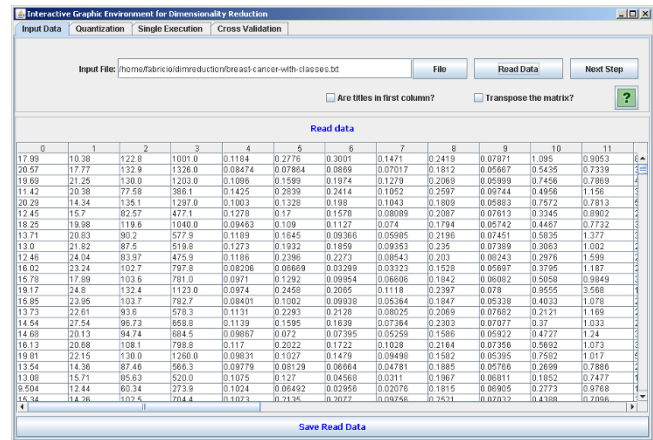 Interactive Graphic Environment for Dimensionality Reduction
Input Data Quantization Single Execution Cross Validation
Input File: /home/fabricio/dimreduction/breast-cancer-with-classes.txt File Read Data Next Step
Are titles in first column? Transpose the matrix? ?
Read data
0 1 2 3 4 5 6 7 8 9 10 11
17.99 10.38 122.8 1001.0 0.1184 0.2776 0.3001 0.1471 0.2419 0.07871 1.095 0.9053
20.57 17.77 132.9 1326.0 0.08474 0.07864 0.0869 0.07017 0.1812 0.05667 0.5435 0.7339
19.69 21.25 130.0 1203.0 0.1096 0.1599 0.1974 0.1279 0.2069 0.05999 0.7456 0.7869
11.42 20.38 77.58 386.1 0.1425 0.2839 0.2414 0.1052 0.2597 0.09744 0.4956 1.156
20.29 14.34 135.1 1297.0 0.1003 0.1328 0.198 0.1043 0.1809 0.05883 0.7572 0.7813
12.45 15.7 82.57 477.1 0.1278 0.17 0.1578 0.08089 0.2087 0.07613 0.3345 0.8902
18.25 19.98 119.6 1040.0 0.09463 0.109 0.1127 0.074 0.1794 0.05742 0.4467 0.7732
13.71 20.83 90.2 577.9 0.1189 0.1645 0.09366 0.05985 0.2196 0.07451 0.5835 1.377
13.0 21.82 87.5 519.8 0.1273 0.1932 0.1859 0.09353 0.235 0.07389 0.3063 1.002
12.46 24.04 83.97 475.9 0.1186 0.2396 0.2273 0.08543 0.203 0.08243 0.2976 1.599
16.02 23.24 102.7 797.8 0.08206 0.06669 0.03299 0.03323 0.1528 0.05697 0.3795 1.187
15.78 17.89 103.6 781.0 0.0971 0.1292 0.09954 0.06606 0.1842 0.06082 0.5058 0.9849
19.17 24.8 132.4 1123.0 0.0974 0.2458 0.2065 0.1118 0.2397 0.078 0.9555 3.568
15.85 23.95 103.7 782.7 0.08401 0.1002 0.09938 0.05364 0.1847 0.05338 0.4033 1.078
13.73 22.61 93.6 578.3 0.1131 0.2293 0.2128 0.08025 0.2069 0.07682 0.2121 1.169
14.54 27.54 96.73 658.8 0.1139 0.1595 0.1639 0.07364 0.2303 0.07077 0.37 1.033
14.68 20.13 94.74 684.5 0.09867 0.072 0.07395 0.05259 0.1586 0.05922 0.4727 1.24
16.13 20.68 108.1 798.8 0.117 0.2022 0.1722 0.1028 0.2164 0.07356 0.5692 1.073
19.81 22.15 130.0 1260.0 0.09831 0.1027 0.1479 0.09498 0.1582 0.05395 0.7582 1.017
13.54 14.36 87.46 566.3 0.09779 0.08129 0.06664 0.04781 0.1885 0.05766 0.2699 0.7886
13.08 15.71 85.63 520.0 0.1075 0.127 0.04568 0.0311 0.1967 0.06811 0.1852 0.7477
9.504 12.44 60.34 273.9 0.1024 0.06492 0.02956 0.02076 0.1815 0.06905 0.2773 0.9768
15.34 14.26 102.5 704.4 0.1073 0.2135 0.2077 0.09756 0.2521 0.07032 0.4388 0.7096
Save Read Data